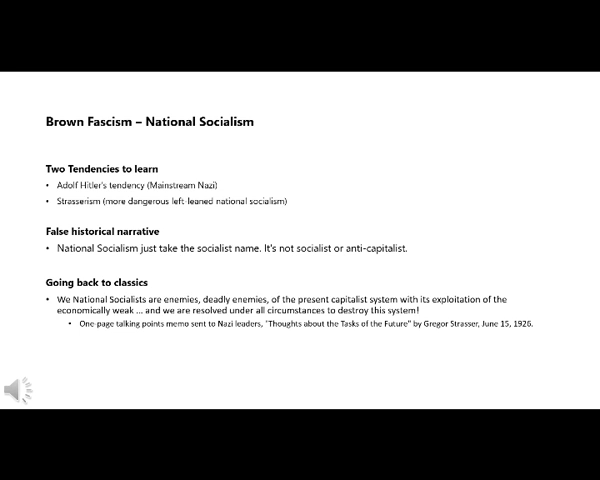 Brown Fascism – National Socialism
Two Tendencies to learn
• Adolf Hitler's tendency (Mainstream Nazi)
• Strasserism (more dangerous left-leaned national socialism)
False historical narrative
• National Socialism just take the socialist name. It's not socialist or anti-capitalist.
Going back to classics
• We National Socialists are enemies, deadly enemies, of the present capitalist system with its exploitation of the
economically weak ... and we are resolved under all circumstances to destroy this system!
• One-page talking points memo sent to Nazi leaders, "Thoughts about the Tasks of the Future" by Gregor Strasser, June 15, 1926.